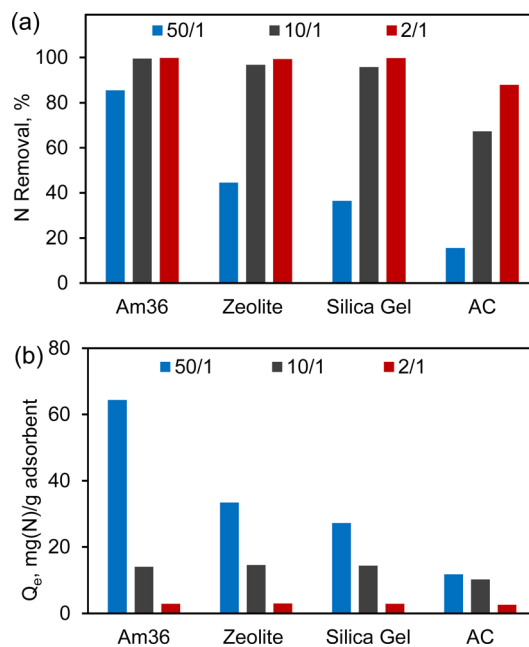 (a)
50/1 10/1 2/1
N Removal, %
100
80
60
40
20
0
Am36 Zeolite Silica Gel AC
(b)
50/1 10/1 2/1
Qe, mg(N)/g adsorbent
80
60
40
20
0
Am36 Zeolite Silica Gel AC